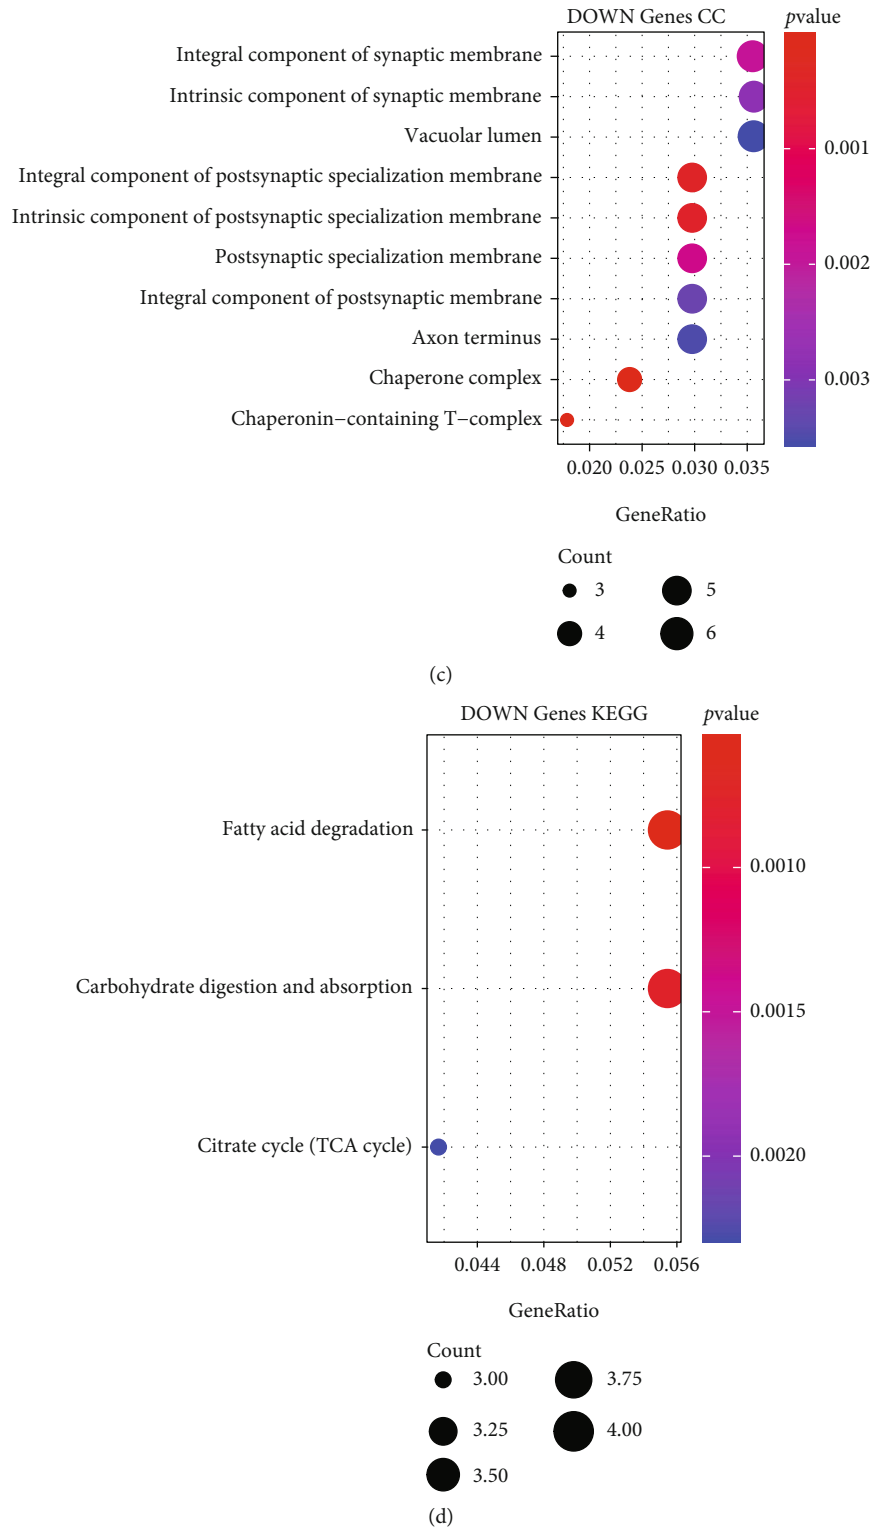 DOWN Genes CC
pvalue
Integral component of synaptic membrane
Intrinsic component of synaptic membrane
Vacuolar lumen
Integral component of postsynaptic specialization membrane
Intrinsic component of postsynaptic specialization membrane
Postsynaptic specialization membrane
Integral component of postsynaptic membrane
Axon terminus
Chaperone complex
Chaperonin−containing T−complex
0.001
0.002
0.003
0.020 0.025 0.030 0.035
GeneRatio
Count
3 5
4 6
(c)
DOWN Genes KEGG
pvalue
Fatty acid degradation
Carbohydrate digestion and absorption
Citrate cycle (TCA cycle)
0.0010
0.0015
0.0020
0.044 0.048 0.052 0.056
GeneRatio
Count
3.00 3.75
3.25 4.00
3.50
(d)